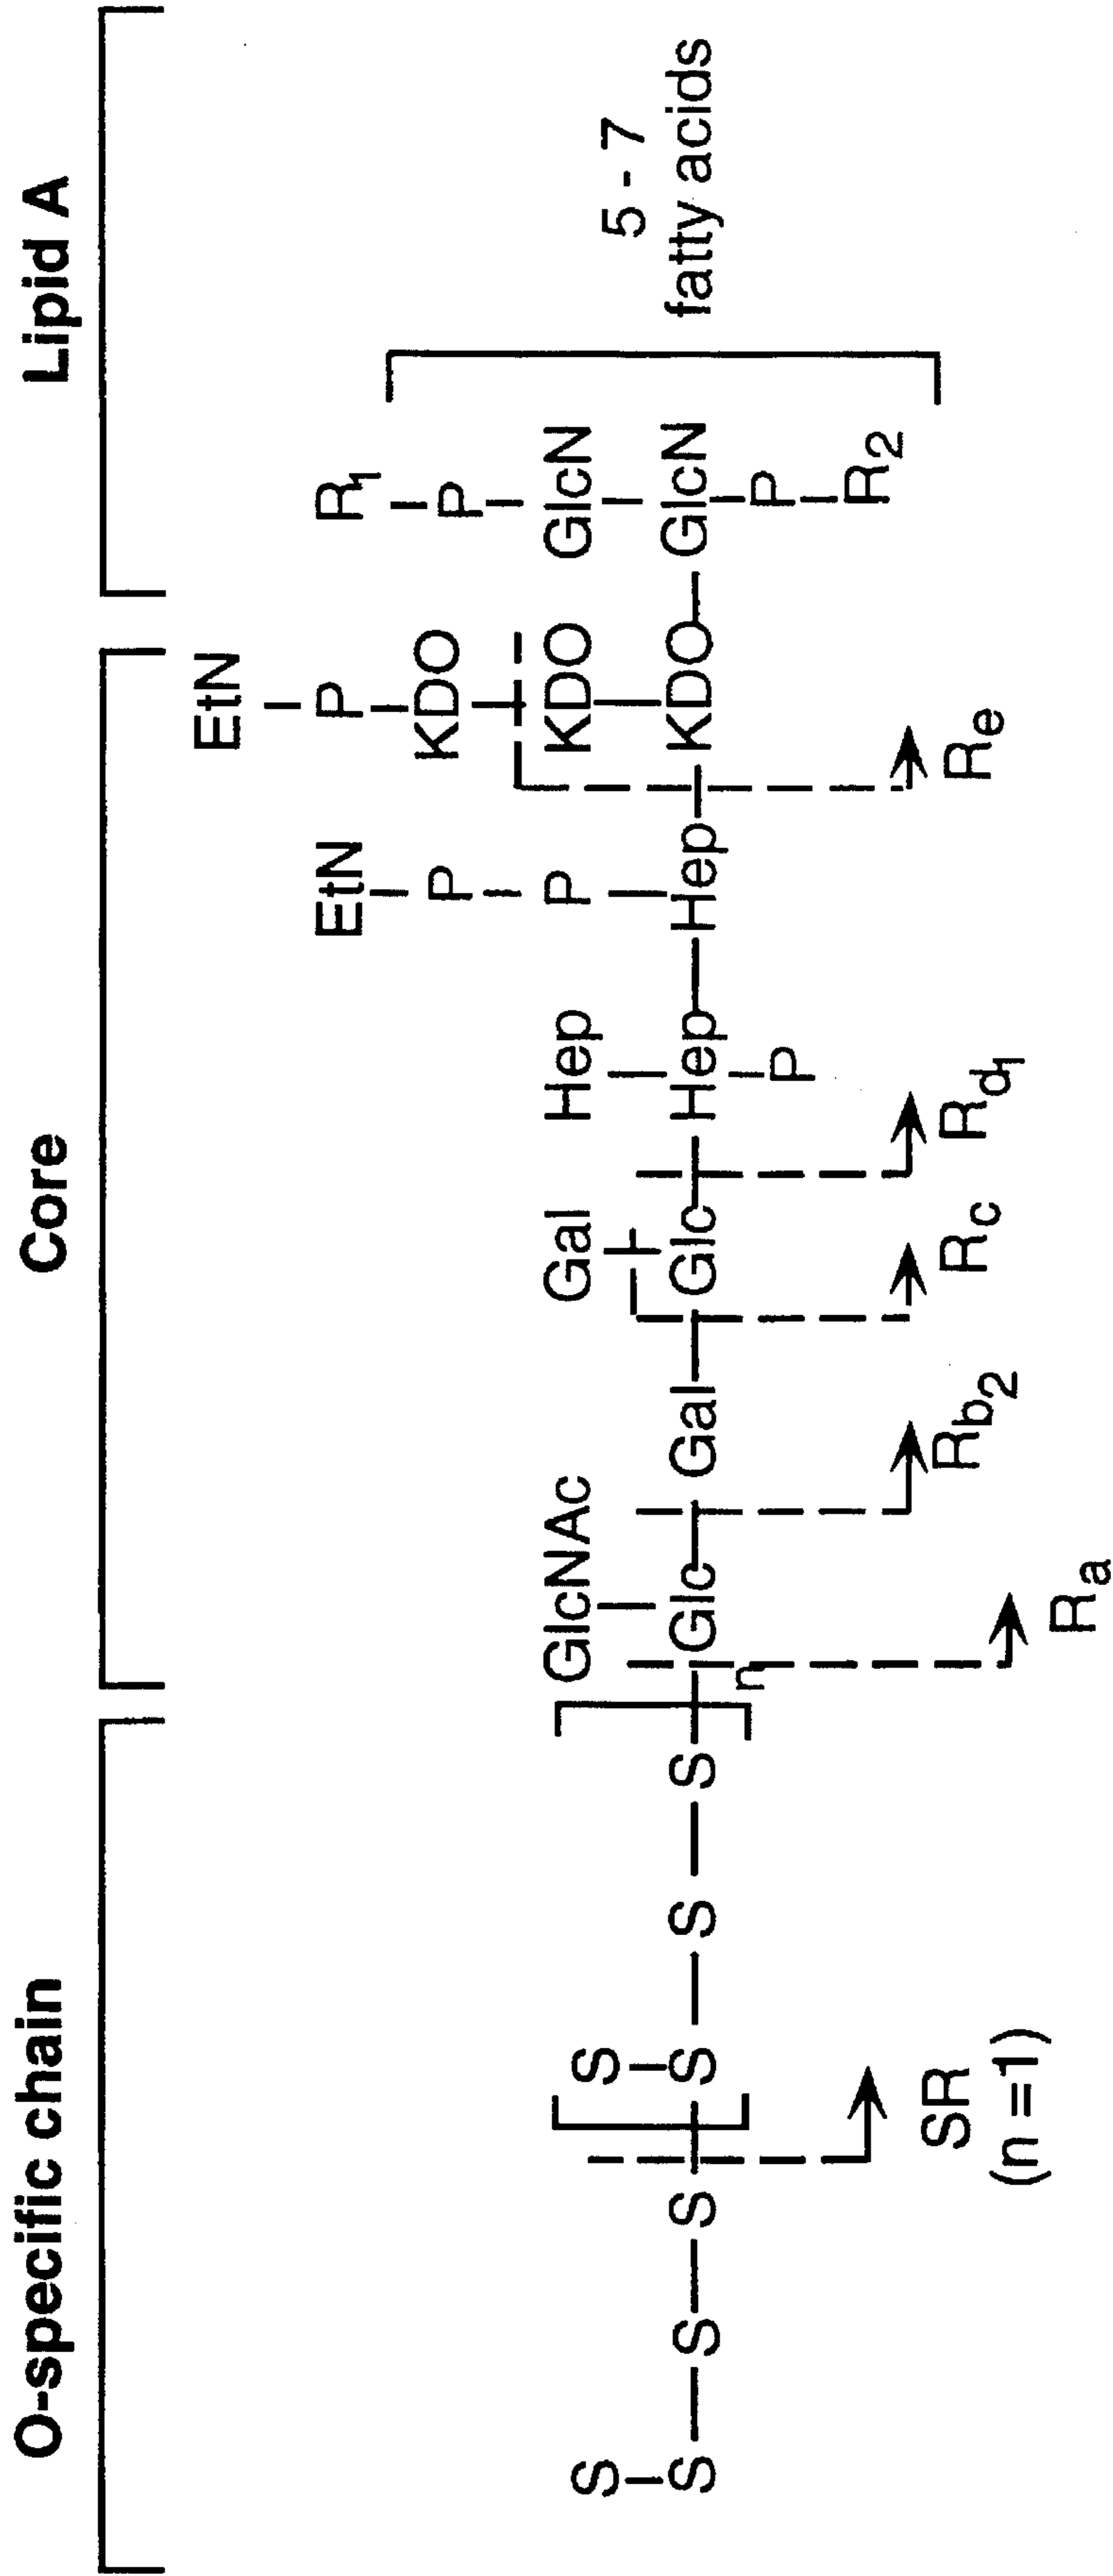 O-specific chain Core Lipid A
EtN
EtN P R₁
P KDO P
S S GlcNAc Gal Hep P KDO GlcN 5 - 7
S S S S S S n Glc Gal Glc Hep Hep KDO GlcN fatty acids
P P
R₂
SR
(n =1)
Ra Rb₂ Rc Rd₁ Re